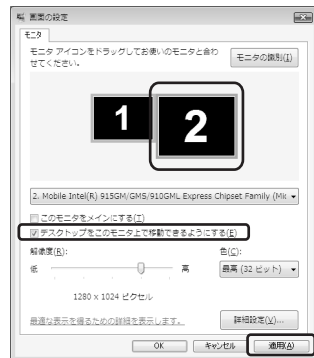 画面の設定
モニタ
モニタ アイコンをドラッグしてお使いのモニタと合わ
せてください。
モニタの識別(I)
1
2
2. Mobile Intel(R) 915GM/GMS/910GML Express Chipset Family (Mic
このモニタをメインにする(T)
デスクトップをこのモニタ上で移動できるようにする(E)
解像度(R):
色(C):
低
高
最高 (32 ビット)
1280 x 1024 ピクセル
最適な表示を得るための詳細を表示します。
詳細設定(V)...
OK
キャンセル
適用(A)